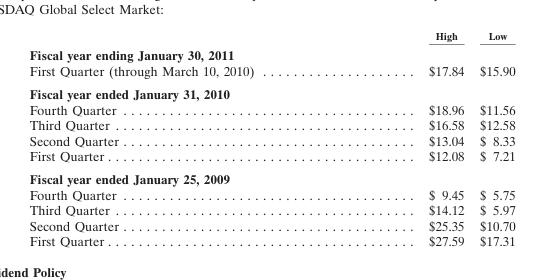 SDAQ Global Select Market:
High Low
Fiscal year ending January 30, 2011
First Quarter (through March 10, 2010) . . . . . . . . . . . . . . . . . . . . $17.84 $15.90
Fiscal year ended January 31, 2010
Fourth Quarter . . . . . . . . . . . . . . . . . . . . . . . . . . . . . . . . . . . . . . $18.96 $11.56
Third Quarter . . . . . . . . . . . . . . . . . . . . . . . . . . . . . . . . . . . . . . . $16.58 $12.58
Second Quarter . . . . . . . . . . . . . . . . . . . . . . . . . . . . . . . . . . . . . . $13.04 $ 8.33
First Quarter . . . . . . . . . . . . . . . . . . . . . . . . . . . . . . . . . . . . . . . . $12.08 $ 7.21
Fiscal year ended January 25, 2009
Fourth Quarter . . . . . . . . . . . . . . . . . . . . . . . . . . . . . . . . . . . . . . $ 9.45 $ 5.75
Third Quarter . . . . . . . . . . . . . . . . . . . . . . . . . . . . . . . . . . . . . . . $14.12 $ 5.97
Second Quarter . . . . . . . . . . . . . . . . . . . . . . . . . . . . . . . . . . . . . . $25.35 $10.70
First Quarter . . . . . . . . . . . . . . . . . . . . . . . . . . . . . . . . . . . . . . . . $27.59 $17.31
idend Policy